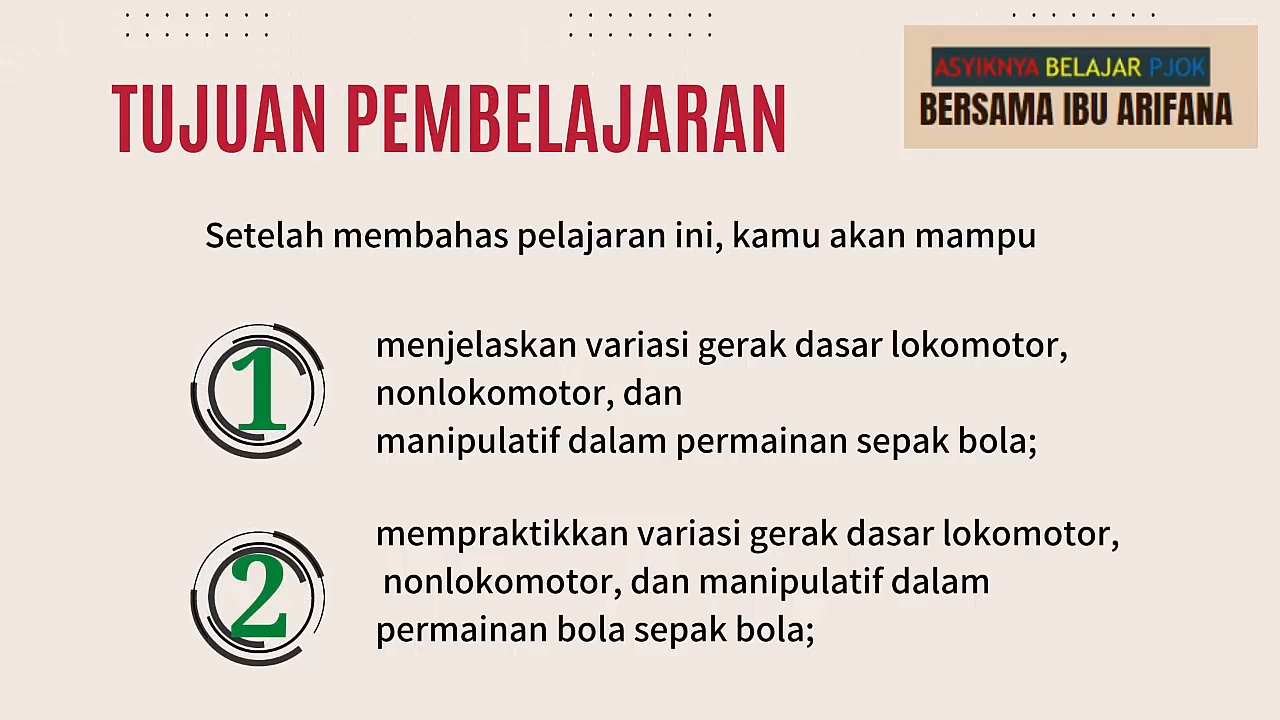 ASYIKNYA BELAJAR PJOK
BERSAMA IBU ARIFANA
TUJUAN PEMBELAJARAN
Setelah membahas pelajaran ini, kamu akan mampu
1
menjelaskan variasi gerak dasar lokomotor,
nonlokomotor, dan
manipulatif dalam permainan sepak bola;
2
mempraktikkan variasi gerak dasar lokomotor,
nonlokomotor, dan manipulatif dalam
permainan bola sepak bola;